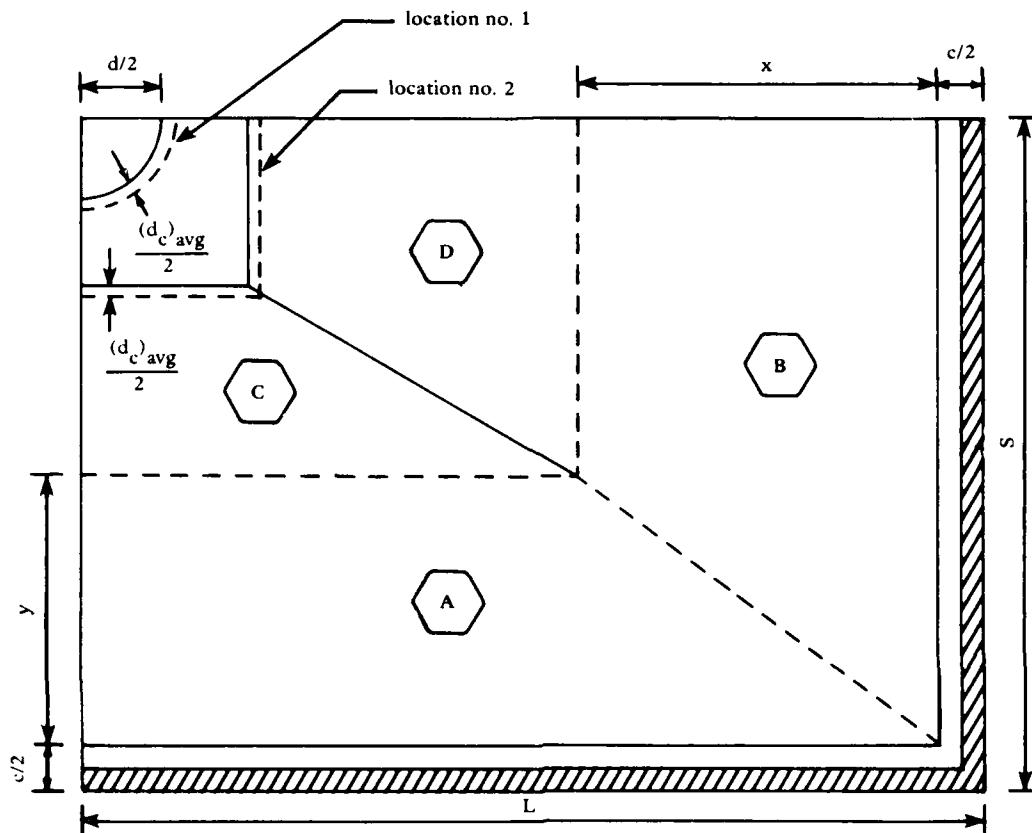 location no. 1
d/2
x
c/2
location no. 2
(d_c)avg
2
D
S
(d_c)avg
2
B
C
y
A
c/2
L